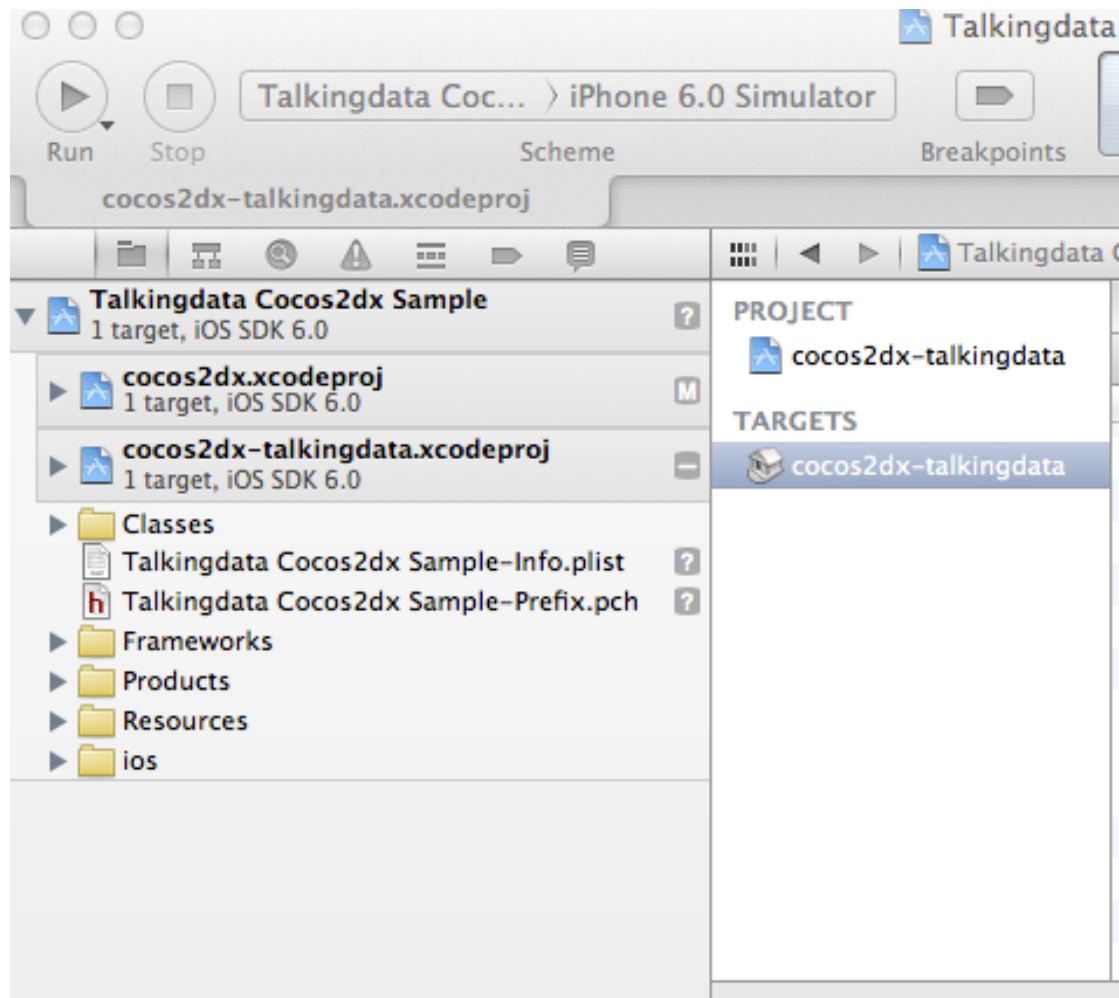 Talkingdata
Talkingdata Coc... 〉 iPhone 6.0 Simulator
Run Stop Scheme Breakpoints
cocos2dx-talkingdata.xcodeproj
Talkingdata
Talkingdata Cocos2dx Sample
1 target, iOS SDK 6.0
?
cocos2dx.xcodeproj
1 target, iOS SDK 6.0
M
cocos2dx-talkingdata.xcodeproj
1 target, iOS SDK 6.0
Classes
Talkingdata Cocos2dx Sample-Info.plist ?
h Talkingdata Cocos2dx Sample-Prefix.pch ?
Frameworks
Products
Resources
ios
PROJECT
cocos2dx-talkingdata
TARGETS
cocos2dx-talkingdata